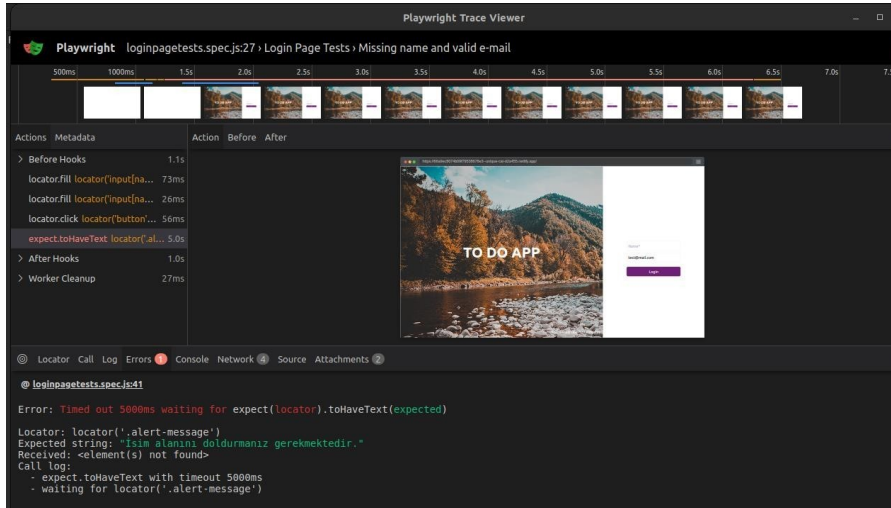 Playwright Trace Viewer
Playwright loginpagetests.spec.js:27 › Login Page Tests › Missing name and valid e-mail
500ms 1000ms 1.5s 2.0s 2.5s 3.0s 3.5s 4.0s 4.5s 5.0s 5.5s 6.0s 6.5s 7.0s
Actions Metadata
Action Before After
> Before Hooks 1.1s
locator.fill locator('input[na... 73ms
locator.fill locator('input[na... 26ms
locator.click locator('button'... 56ms
expect.toHaveText locator('.al... 5.0s
> After Hooks 1.0s
> Worker Cleanup 27ms
TO DO APP
Name*
test@mail.com
Login
Locator Call Log Errors 1 Console Network 4 Source Attachments 2
@ loginpagetests.spec.js:41
Error: Timed out 5000ms waiting for expect(locator).toHaveText(expected)
Locator: locator('.alert-message')
Expected string: "İsim alanını doldurmanız gerekmektedir."
Received: <element(s) not found>
Call log:
- expect.toHaveText with timeout 5000ms
- waiting for locator('.alert-message')